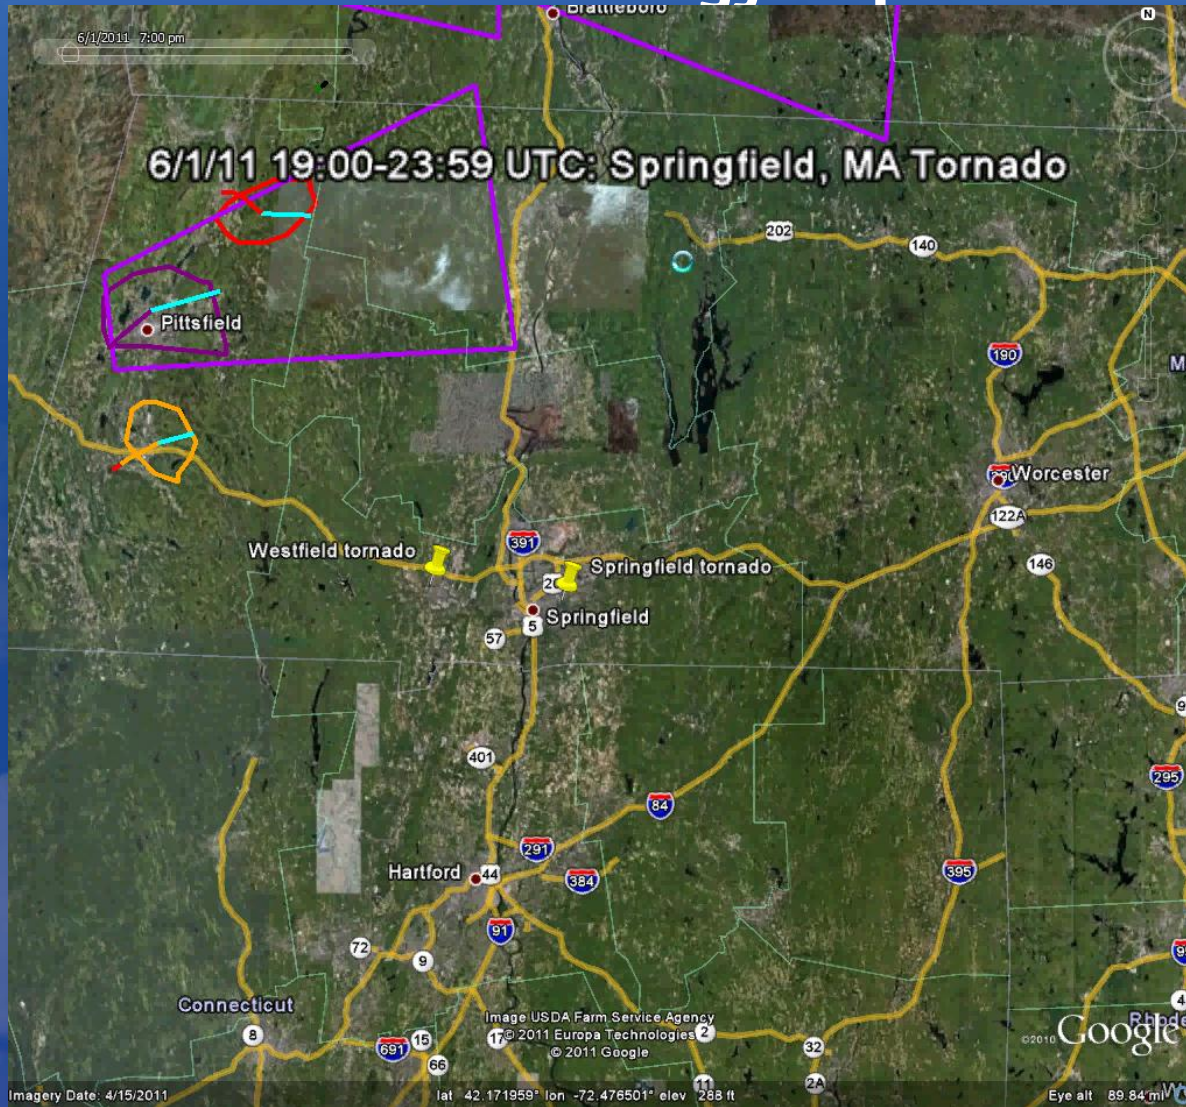 Brattleboro
N
6/1/2011 7:00 pm
6/1/11 19:00-23:59 UTC: Springfield, MA Tornado
202
140
Pittsfield
190
Worcester
122A
391
Westfield tornado
Springfield tornado
146
Springfield
5
57
401
295
84
291
Hartford
44
384
395
91
72
9
Connecticut
Image USDA Farm Service Agency
© 2011 Europa Technologies
© 2011 Google
8
691
15
17
2
32
66
©2010 Google
11
2A
Imagery Date: 4/15/2011
lat 42.171959° lon -72.476501° elev 288 ft
Eye alt 89.84 mi